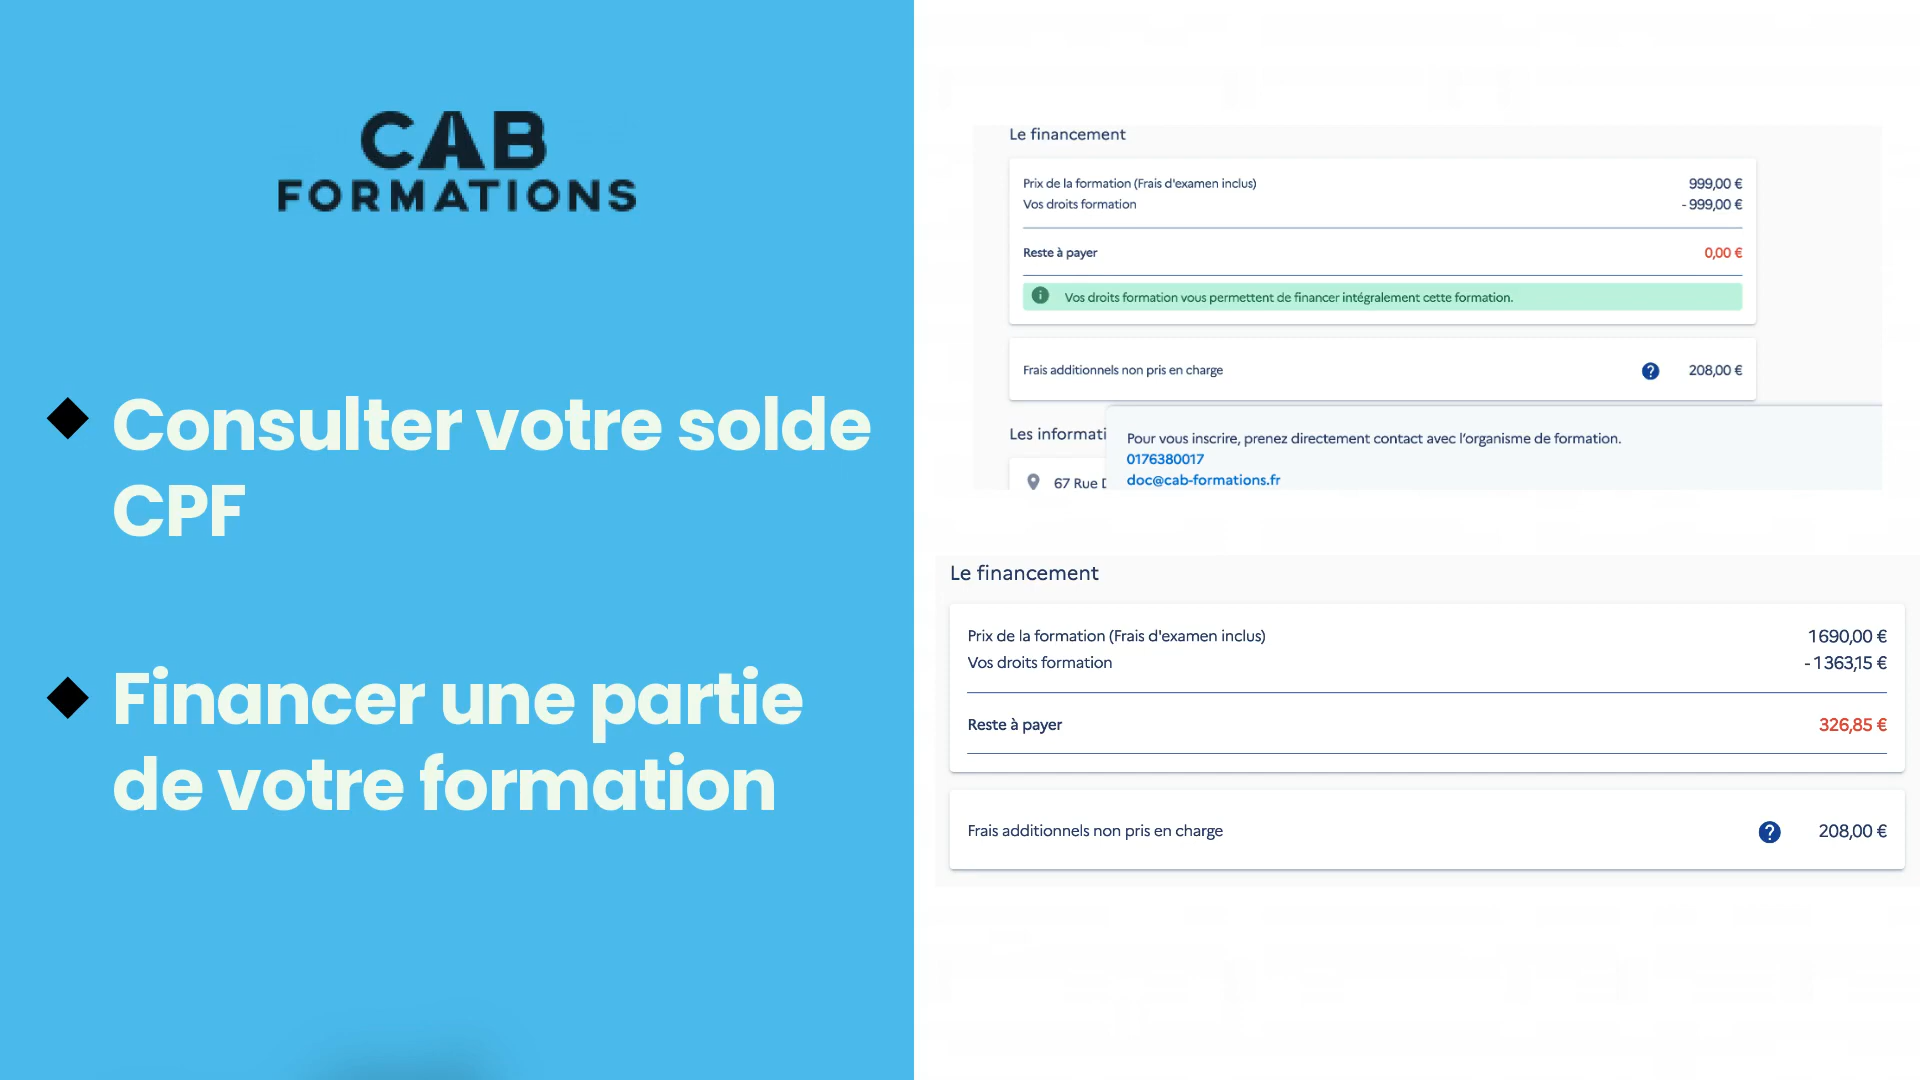 CAB
FORMATIONS
Consulter votre solde
CPF
Financer une partie
de votre formation
Le financement
Prix de la formation (Frais d'examen inclus) 999,00 €
Vos droits formation - 999,00 €
Reste à payer 0,00 €
Vos droits formation vous permettent de financer intégralement cette formation.
Frais additionnels non pris en charge ? 208,00 €
Les informati
67 Rue
Pour vous inscrire, prenez directement contact avec l'organisme de formation.
0176380017
doc@cab-formations.fr
Le financement
Prix de la formation (Frais d'examen inclus) 1 690,00 €
Vos droits formation - 1 363,15 €
Reste à payer 326,85 €
Frais additionnels non pris en charge ? 208,00 €